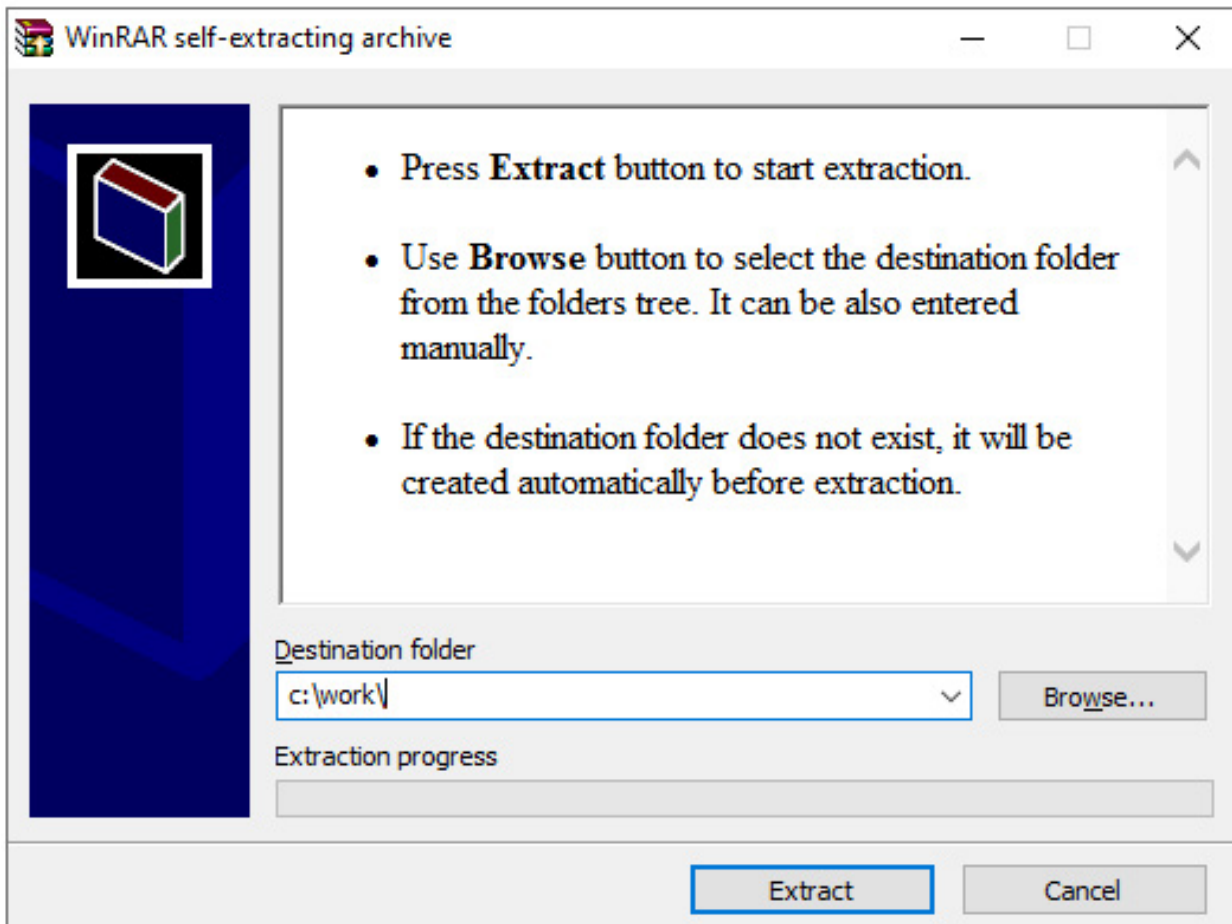 WinRAR self-extracting archive
• Press Extract button to start extraction.
• Use Browse button to select the destination folder
from the folders tree. It can be also entered
manually.
• If the destination folder does not exist, it will be
created automatically before extraction.
Destination folder
c:\work\
Browse...
Extraction progress
Extract
Cancel